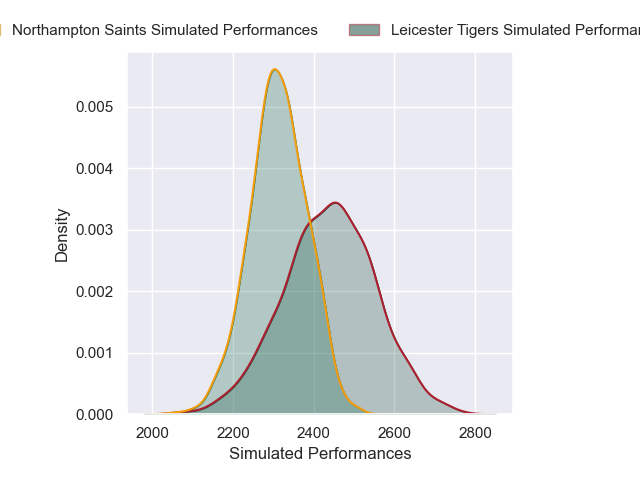 Northampton Saints Simulated Performances
Leicester Tigers Simulated
0.005
0.004
0.003
0.002
0.001
0.000
Density
2000 2200 2400 2600 2800
Simulated Performances